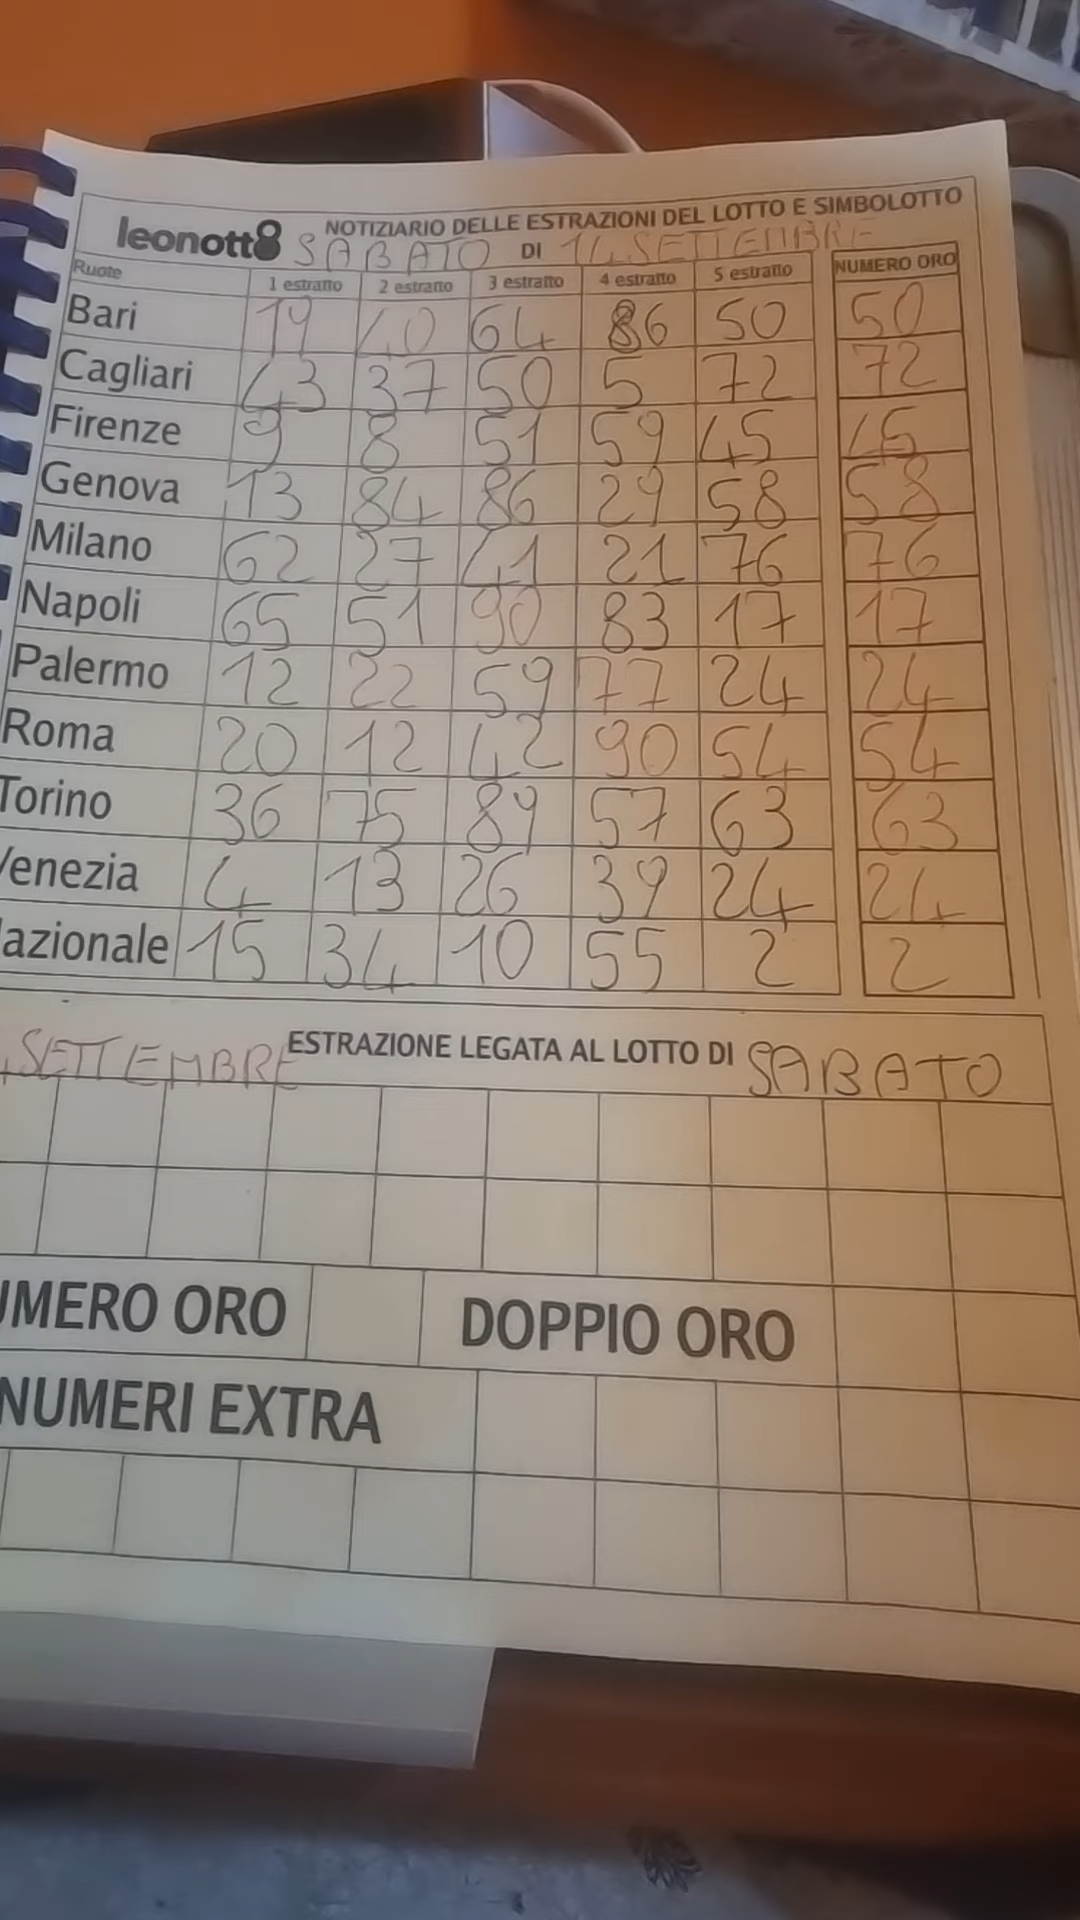 leonott8 NOTIZIARIO DELLE ESTRAZIONI DEL LOTTO E SIMBOLOTTO
SABATO DI 14 SETTEMBRE
Ruote 1 estratto 2 estratto 3 estratto 4 estratto 5 estratto NUMERO ORO
Bari 19 40 64 86 50 50
Cagliari 43 37 50 5 72 72
Firenze 9 8 51 59 45 45
Genova 13 84 86 29 58 58
Milano 62 27 41 21 76 76
Napoli 65 51 90 83 17 17
Palermo 12 22 59 77 24 24
Roma 20 12 42 90 54 54
Torino 36 75 89 57 63 63
Venezia 4 13 26 39 24 24
azionale 15 34 10 55 2 2
SETTEMBRE ESTRAZIONE LEGATA AL LOTTO DI SABATO
UMERO ORO DOPPIO ORO
NUMERI EXTRA